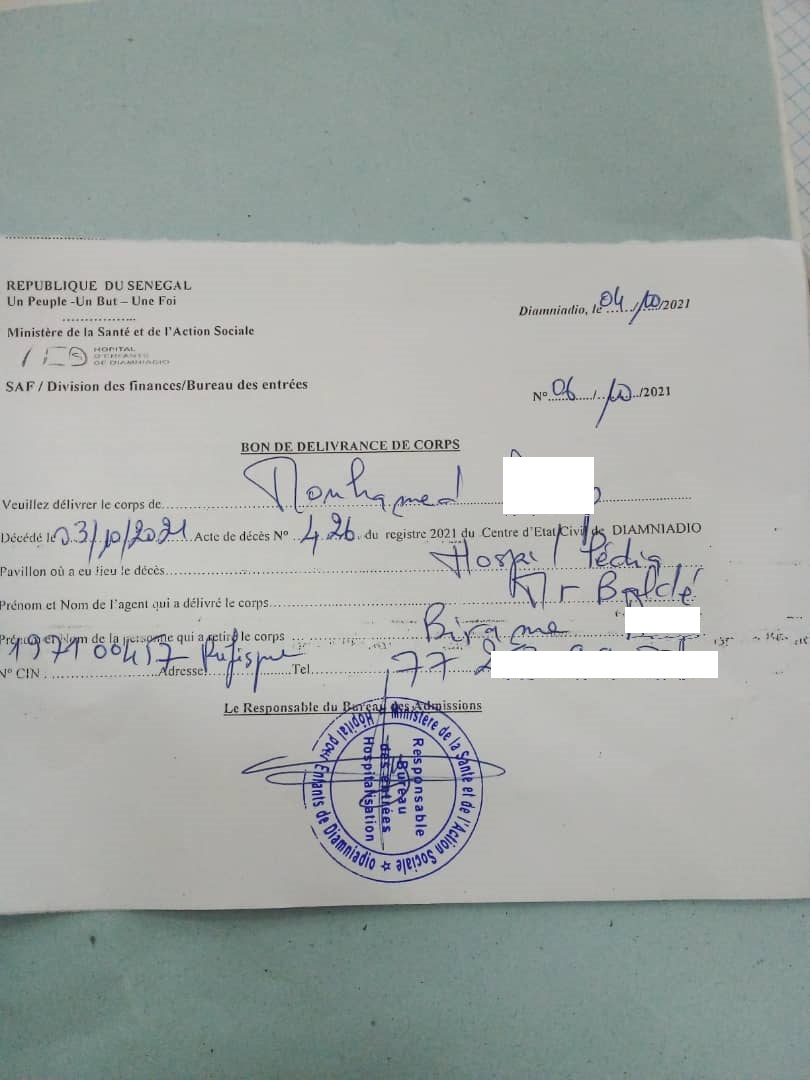 REPUBLIQUE DU SENEGAL
Un Peuple -Un But – Une Foi
Diamniadio, le 04/10/2021
Ministère de la Santé et de l'Action Sociale
HOPITAL
D'ENFANTS
DE DIAMNIADIO
SAF / Division des finances/Bureau des entrées
N° 06/10/2021
BON DE DELIVRANCE DE CORPS
Veuillez délivrer le corps de Mouhamed
Décédé le 03/10/2021 Acte de décès N° 426 du registre 2021 du Centre d'Etat Civil de DIAMNIADIO
Pavillon où a eu lieu le décès Hospi/ Pédia
Prénom et Nom de l'agent qui a délivré le corps Mr Baldé
Prénom et Nom de la personne qui a retiré le corps Birame
N° CIN Adresse Rufisque Tel 77
Le Responsable du Bureau des Admissions
Ministère de la Santé et de l'Action Sociale
Hôpital pour Enfants de Diamniadio
Responsable
Bureau
des entrées
Hospitalisation